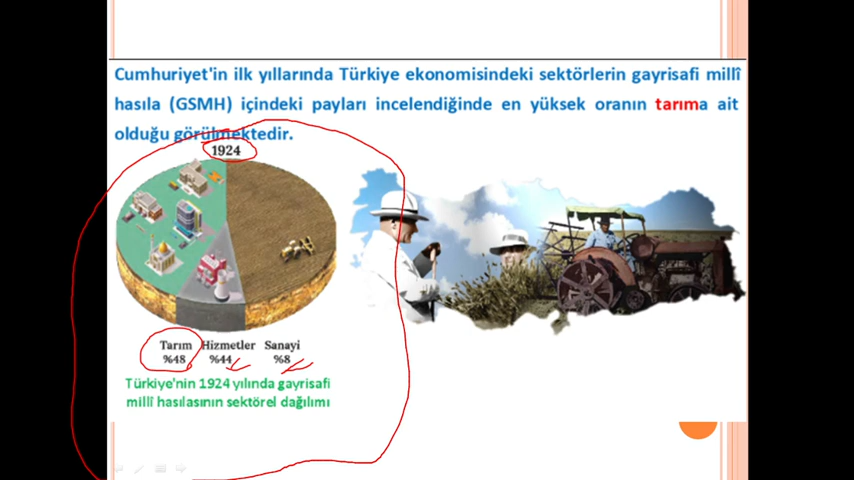 Cumhuriyet'in ilk yıllarında Türkiye ekonomisindeki sektörlerin gayrisafi millî
hasıla (GSMH) içindeki payları incelendiğinde en yüksek oranın tarıma ait
olduğu görülmektedir.
1924
Tarım Hizmetler Sanayi
%48 %44 %8
Türkiye'nin 1924 yılında gayrisafi
millî hasılasının sektörel dağılımı